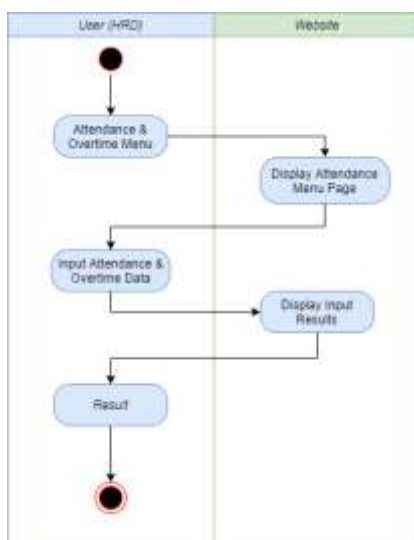 User (HRD)
Website
Attendance &
Overtime Menu
Display Attendance
Menu Page
Input Attendance &
Overtime Data
Display Input
Results
Result